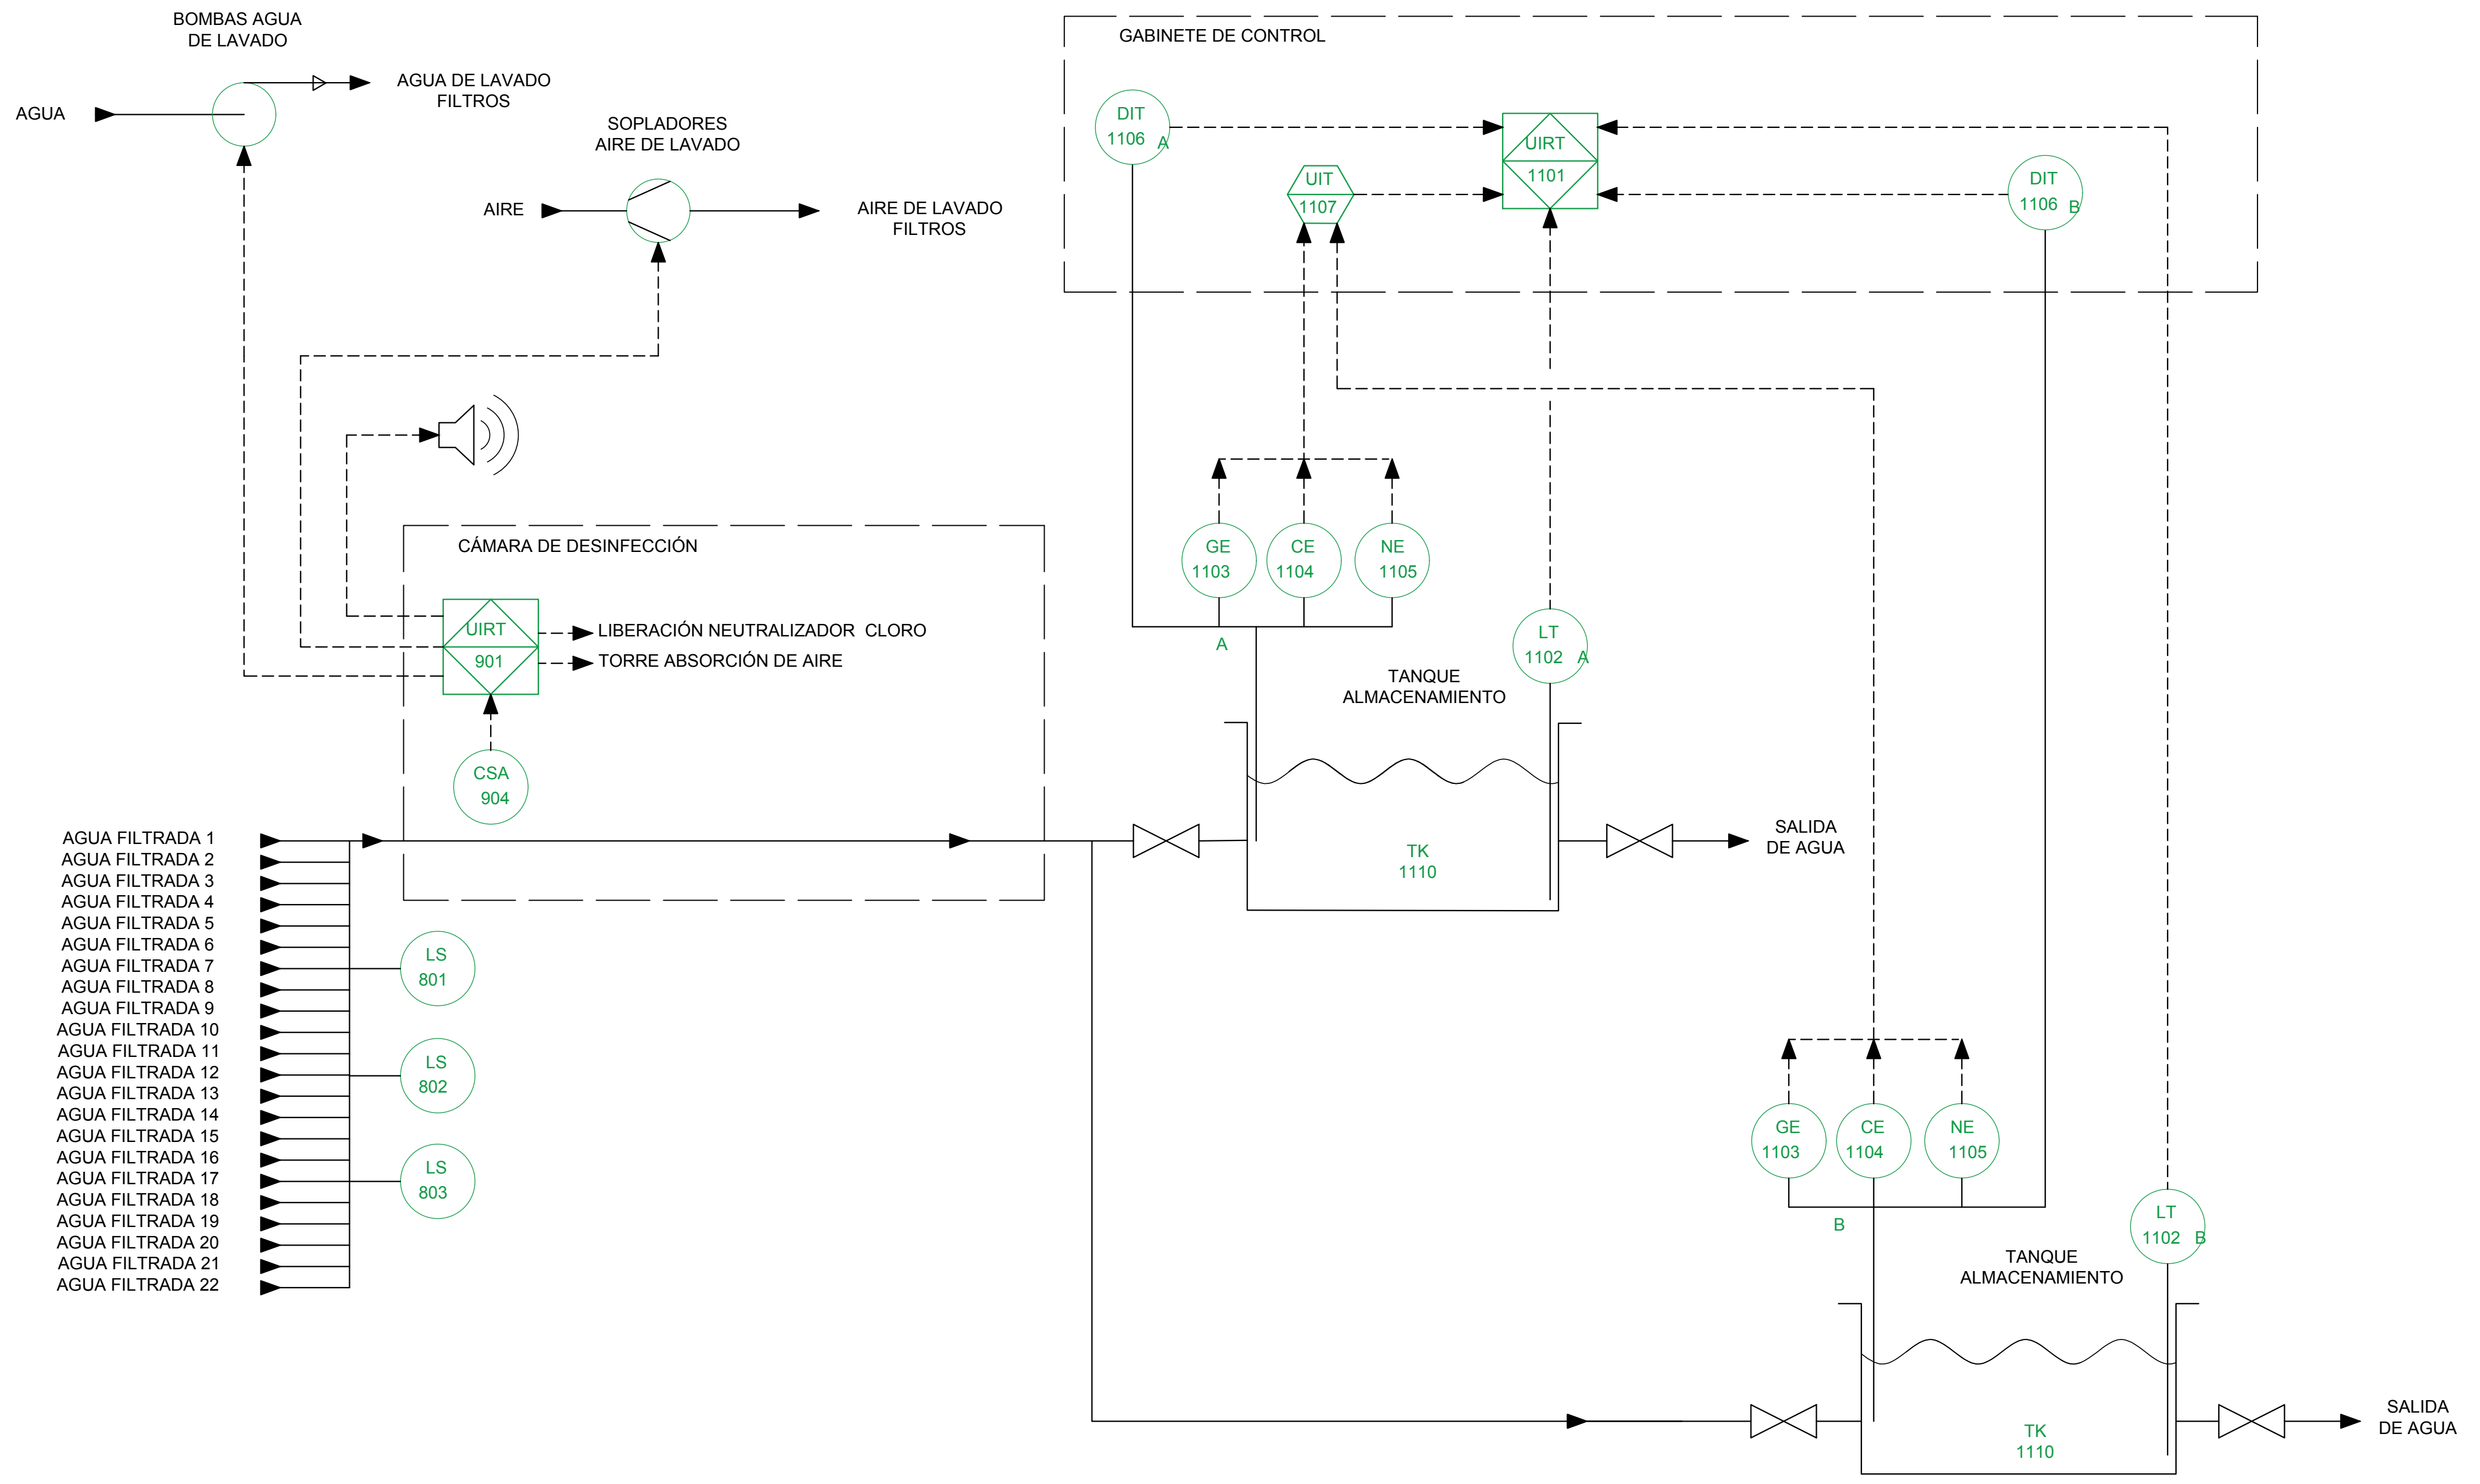 BOMBAS AGUA
DE LAVADO
AGUA
AGUA DE LAVADO
FILTROS
SOPLADORES
AIRE DE LAVADO
AIRE
AIRE DE LAVADO
FILTROS
GABINETE DE CONTROL
DIT
1106 A
UIT
1107
UIRT
1101
DIT
1106 B
CÁMARA DE DESINFECCIÓN
UIRT
901
LIBERACIÓN NEUTRALIZADOR CLORO
TORRE ABSORCIÓN DE AIRE
CSA
904
GE
1103
CE
1104
NE
1105
A
LT
1102 A
TANQUE
ALMACENAMIENTO
TK
1110
SALIDA
DE AGUA
AGUA FILTRADA 1
AGUA FILTRADA 2
AGUA FILTRADA 3
AGUA FILTRADA 4
AGUA FILTRADA 5
AGUA FILTRADA 6
AGUA FILTRADA 7
AGUA FILTRADA 8
AGUA FILTRADA 9
AGUA FILTRADA 10
AGUA FILTRADA 11
AGUA FILTRADA 12
AGUA FILTRADA 13
AGUA FILTRADA 14
AGUA FILTRADA 15
AGUA FILTRADA 16
AGUA FILTRADA 17
AGUA FILTRADA 18
AGUA FILTRADA 19
AGUA FILTRADA 20
AGUA FILTRADA 21
AGUA FILTRADA 22
LS
801
LS
802
LS
803
GE
1103
CE
1104
NE
1105
B
LT
1102 B
TANQUE
ALMACENAMIENTO
TK
1110
SALIDA
DE AGUA